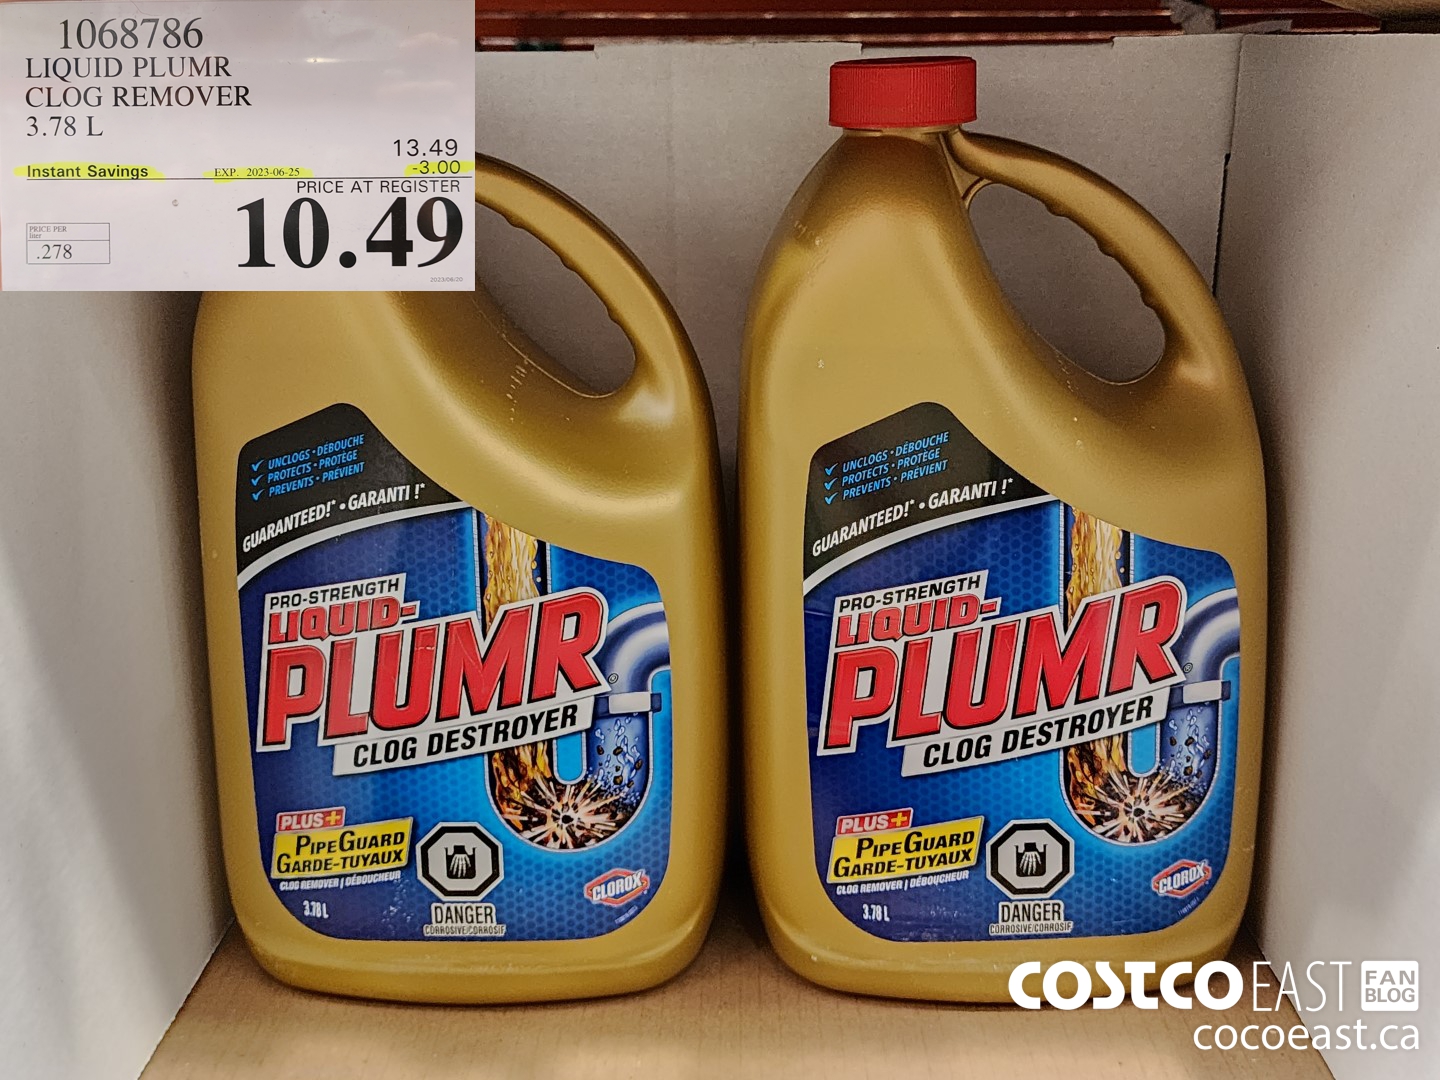 1068786
LIQUID PLUMR
CLOG REMOVER
3.78 L
13.49
Instant Savings EXP. 2023-06-25 -3.00
PRICE AT REGISTER
10.49
PRICE PER
liter
.278
2023/06/20
UNCLOGS • DÉBOUCHE
PROTECTS • PROTÈGE
PREVENTS • PRÉVIENT
GUARANTEED!* • GARANTI !*
PRO-STRENGTH
LIQUID-
PLUMR
CLOG DESTROYER
PLUS+
PIPEGUARD
GARDE-TUYAUX
CLOG REMOVER | DÉBOUCHEUR
3.78 L
DANGER
CORROSIVE/CORROSIF
CLOROX
UNCLOGS • DÉBOUCHE
PROTECTS • PROTÈGE
PREVENTS • PRÉVIENT
GUARANTEED!* • GARANTI !*
PRO-STRENGTH
LIQUID-
PLUMR
CLOG DESTROYER
PLUS+
PIPEGUARD
GARDE-TUYAUX
CLOG REMOVER | DÉBOUCHEUR
3.78 L
DANGER
CORROSIVE/CORROSIF
CLOROX
COSTCO EAST FAN BLOG
cocoeast.ca